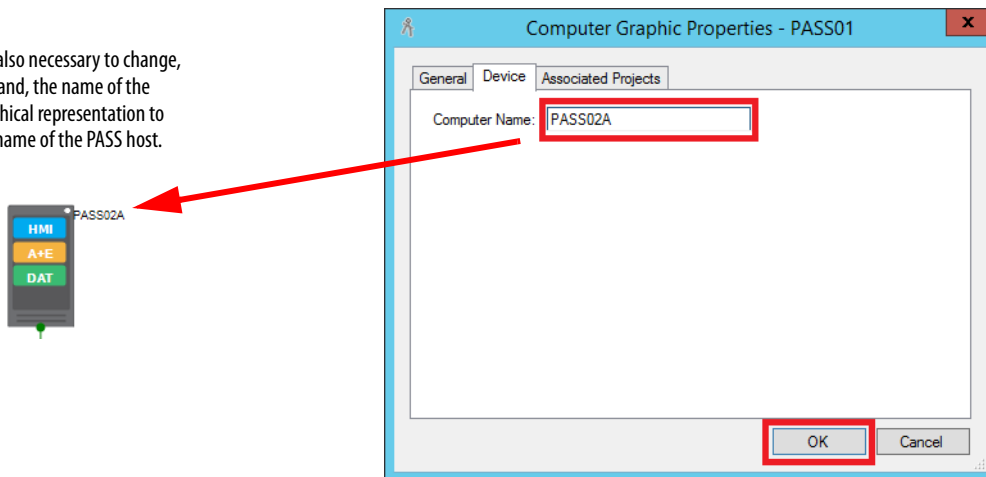 also necessary to change,
and, the name of the
hical representation to
name of the PASS host.
PASS02A
HMI
A+E
DAT
Computer Graphic Properties - PASS01
x
General Device Associated Projects
Computer Name: PASS02A
OK Cancel